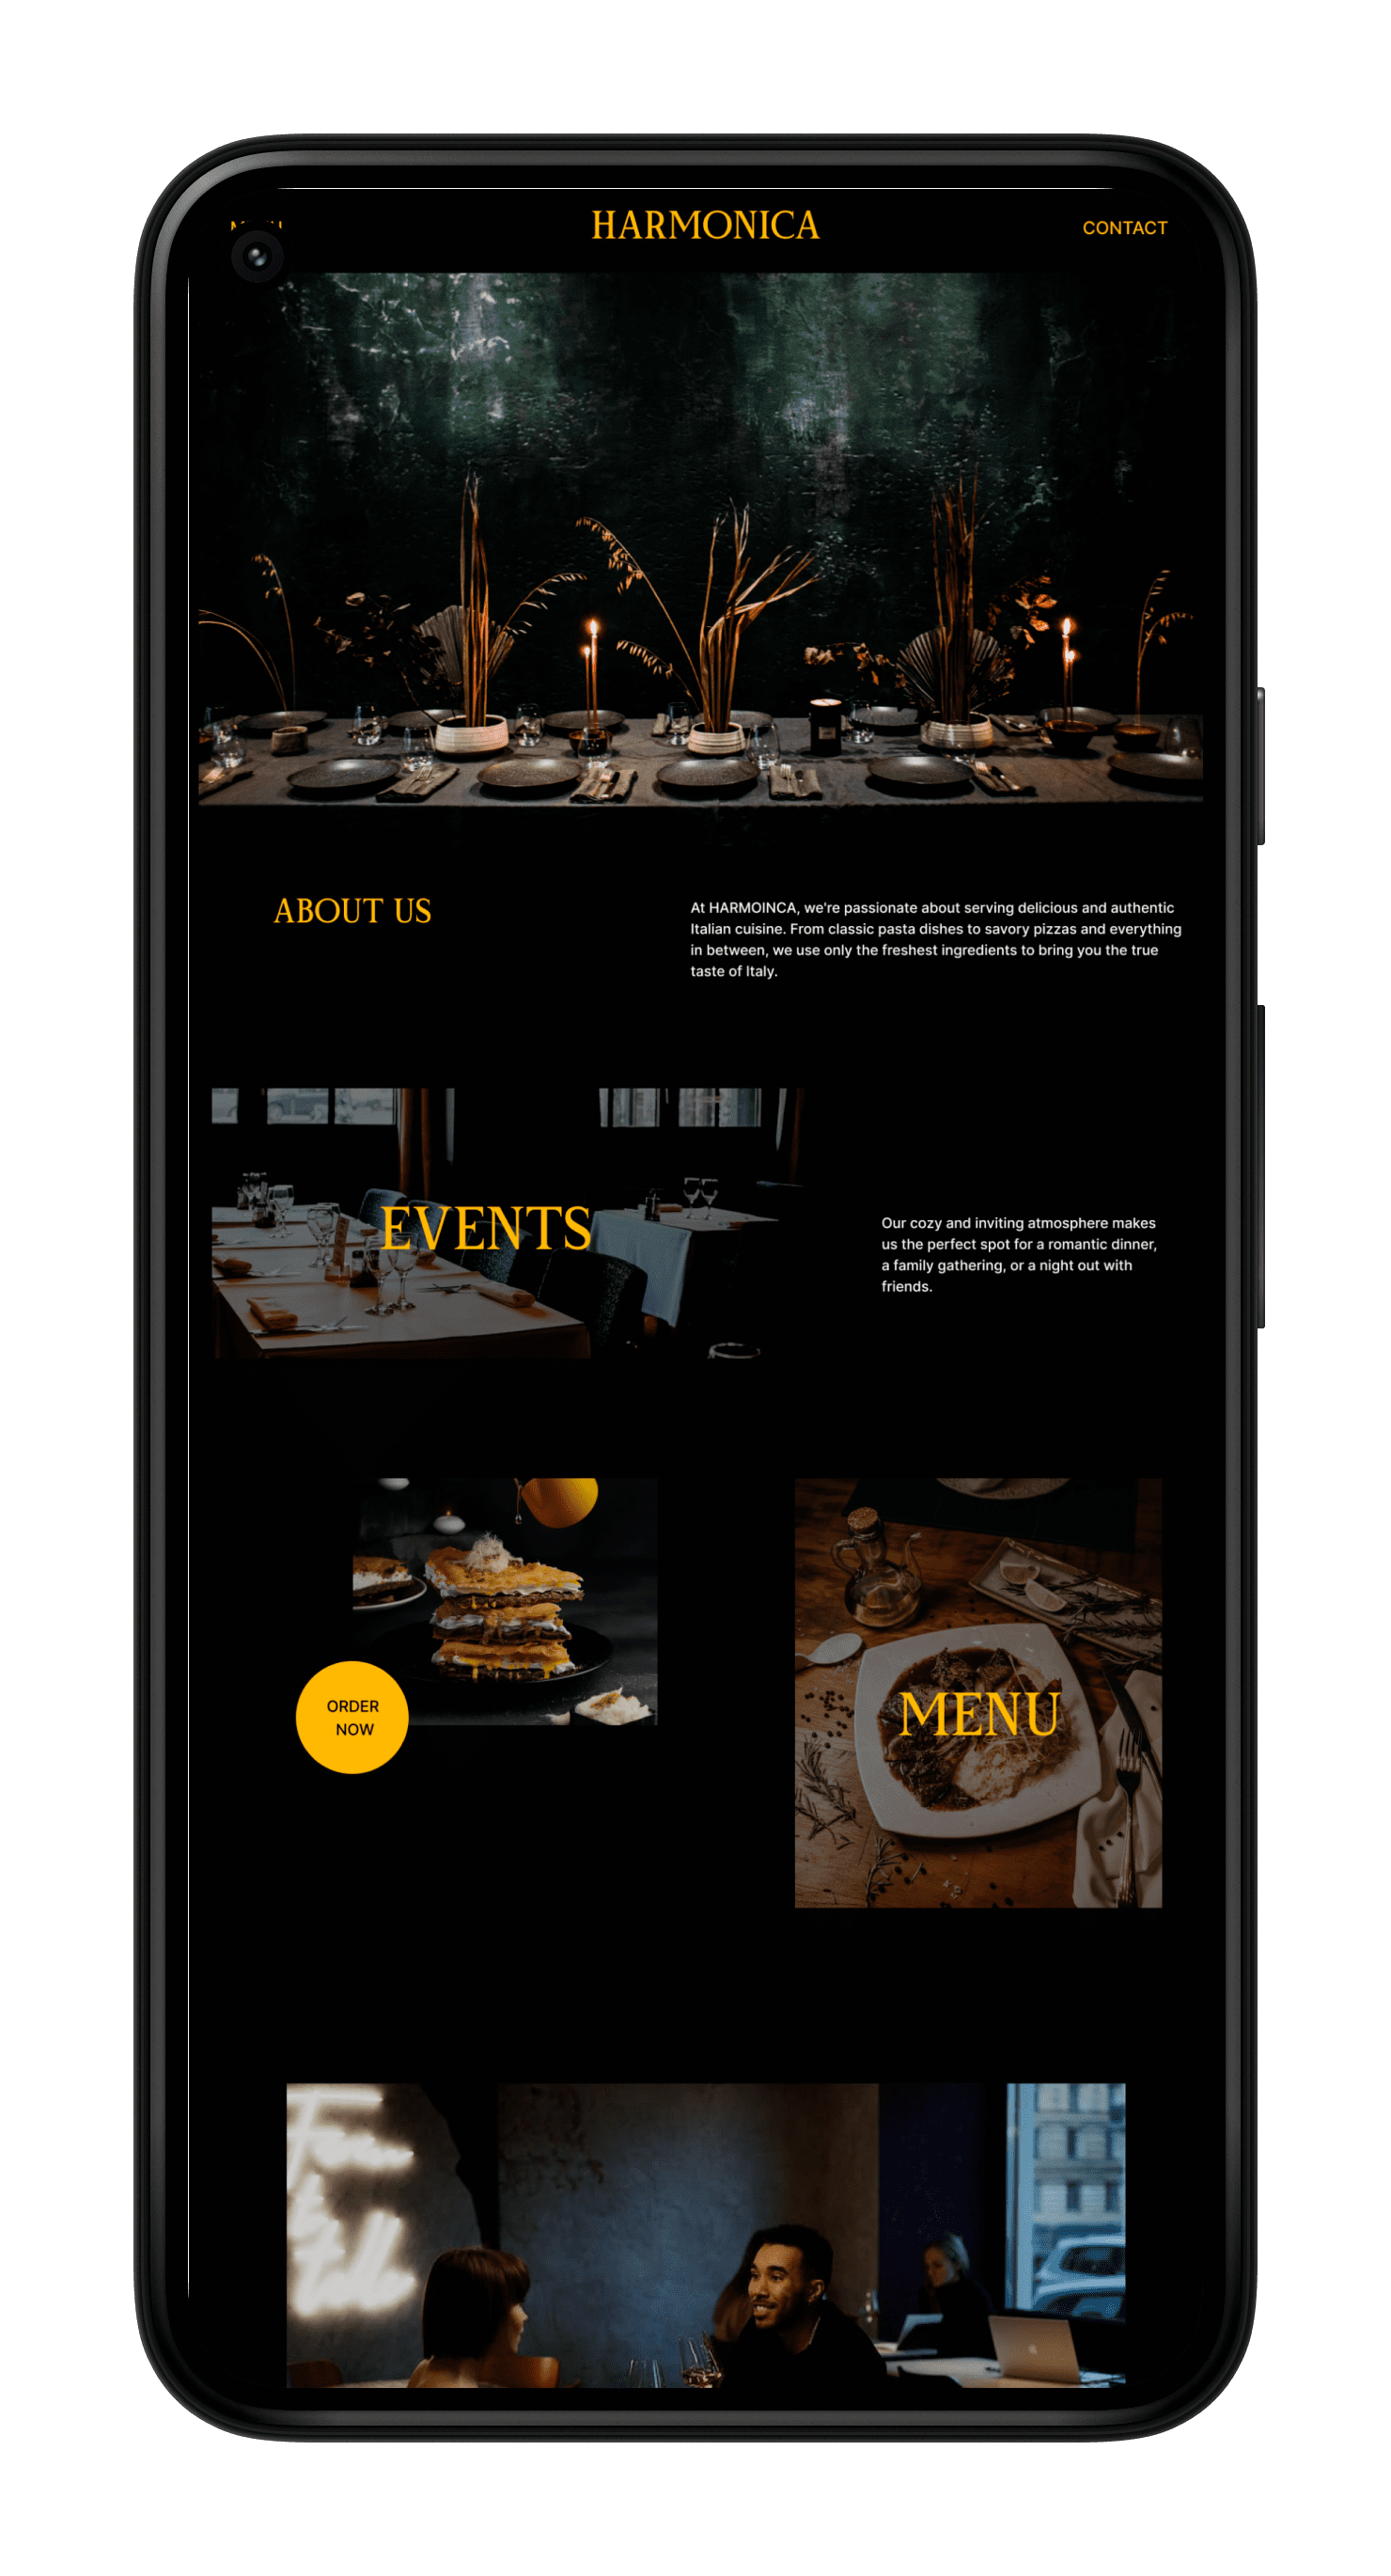 HARMONICA
CONTACT
ABOUT US
At HARMOINCA, we're passionate about serving delicious and authentic
Italian cuisine. From classic pasta dishes to savory pizzas and everything
in between, we use only the freshest ingredients to bring you the true
taste of Italy.
EVENTS
Our cozy and inviting atmosphere makes
us the perfect spot for a romantic dinner,
a family gathering, or a night out with
friends.
ORDER
NOW
MENU